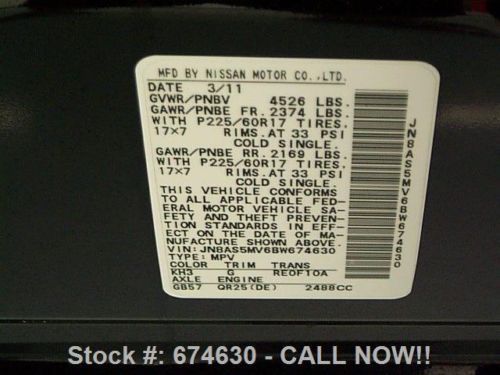 MFD BY NISSAN MOTOR CO.,LTD.
DATE 3/11
GVWR/PNBV 4526 LBS.
GAWR/PNBE FR. 2374 LBS.
WITH P225/60R17 TIRES.
17×7 RIMS.AT 33 PSI
COLD SINGLE.
GAWR/PNBE RR. 2169 LBS.
WITH P225/60R17 TIRES.
17×7 RIMS.AT 33 PSI
COLD SINGLE.
THIS VEHICLE CONFORMS
TO ALL APPLICABLE FED-
ERAL MOTOR VEHICLE SA-
FETY AND THEFT PREVEN-
TION STANDARDS IN EFF-
ECT ON THE DATE OF MA-
NUFACTURE SHOWN ABOVE.
VIN:JN8AS5MV6BW674630
TYPE:MPV
COLOR TRIM TRANS
KH3 G RE0F10A
AXLE ENGINE
GB57 QR25(DE) 2488CC
JN8AS5MV6BW674630
Stock #: 674630 - CALL NOW!!